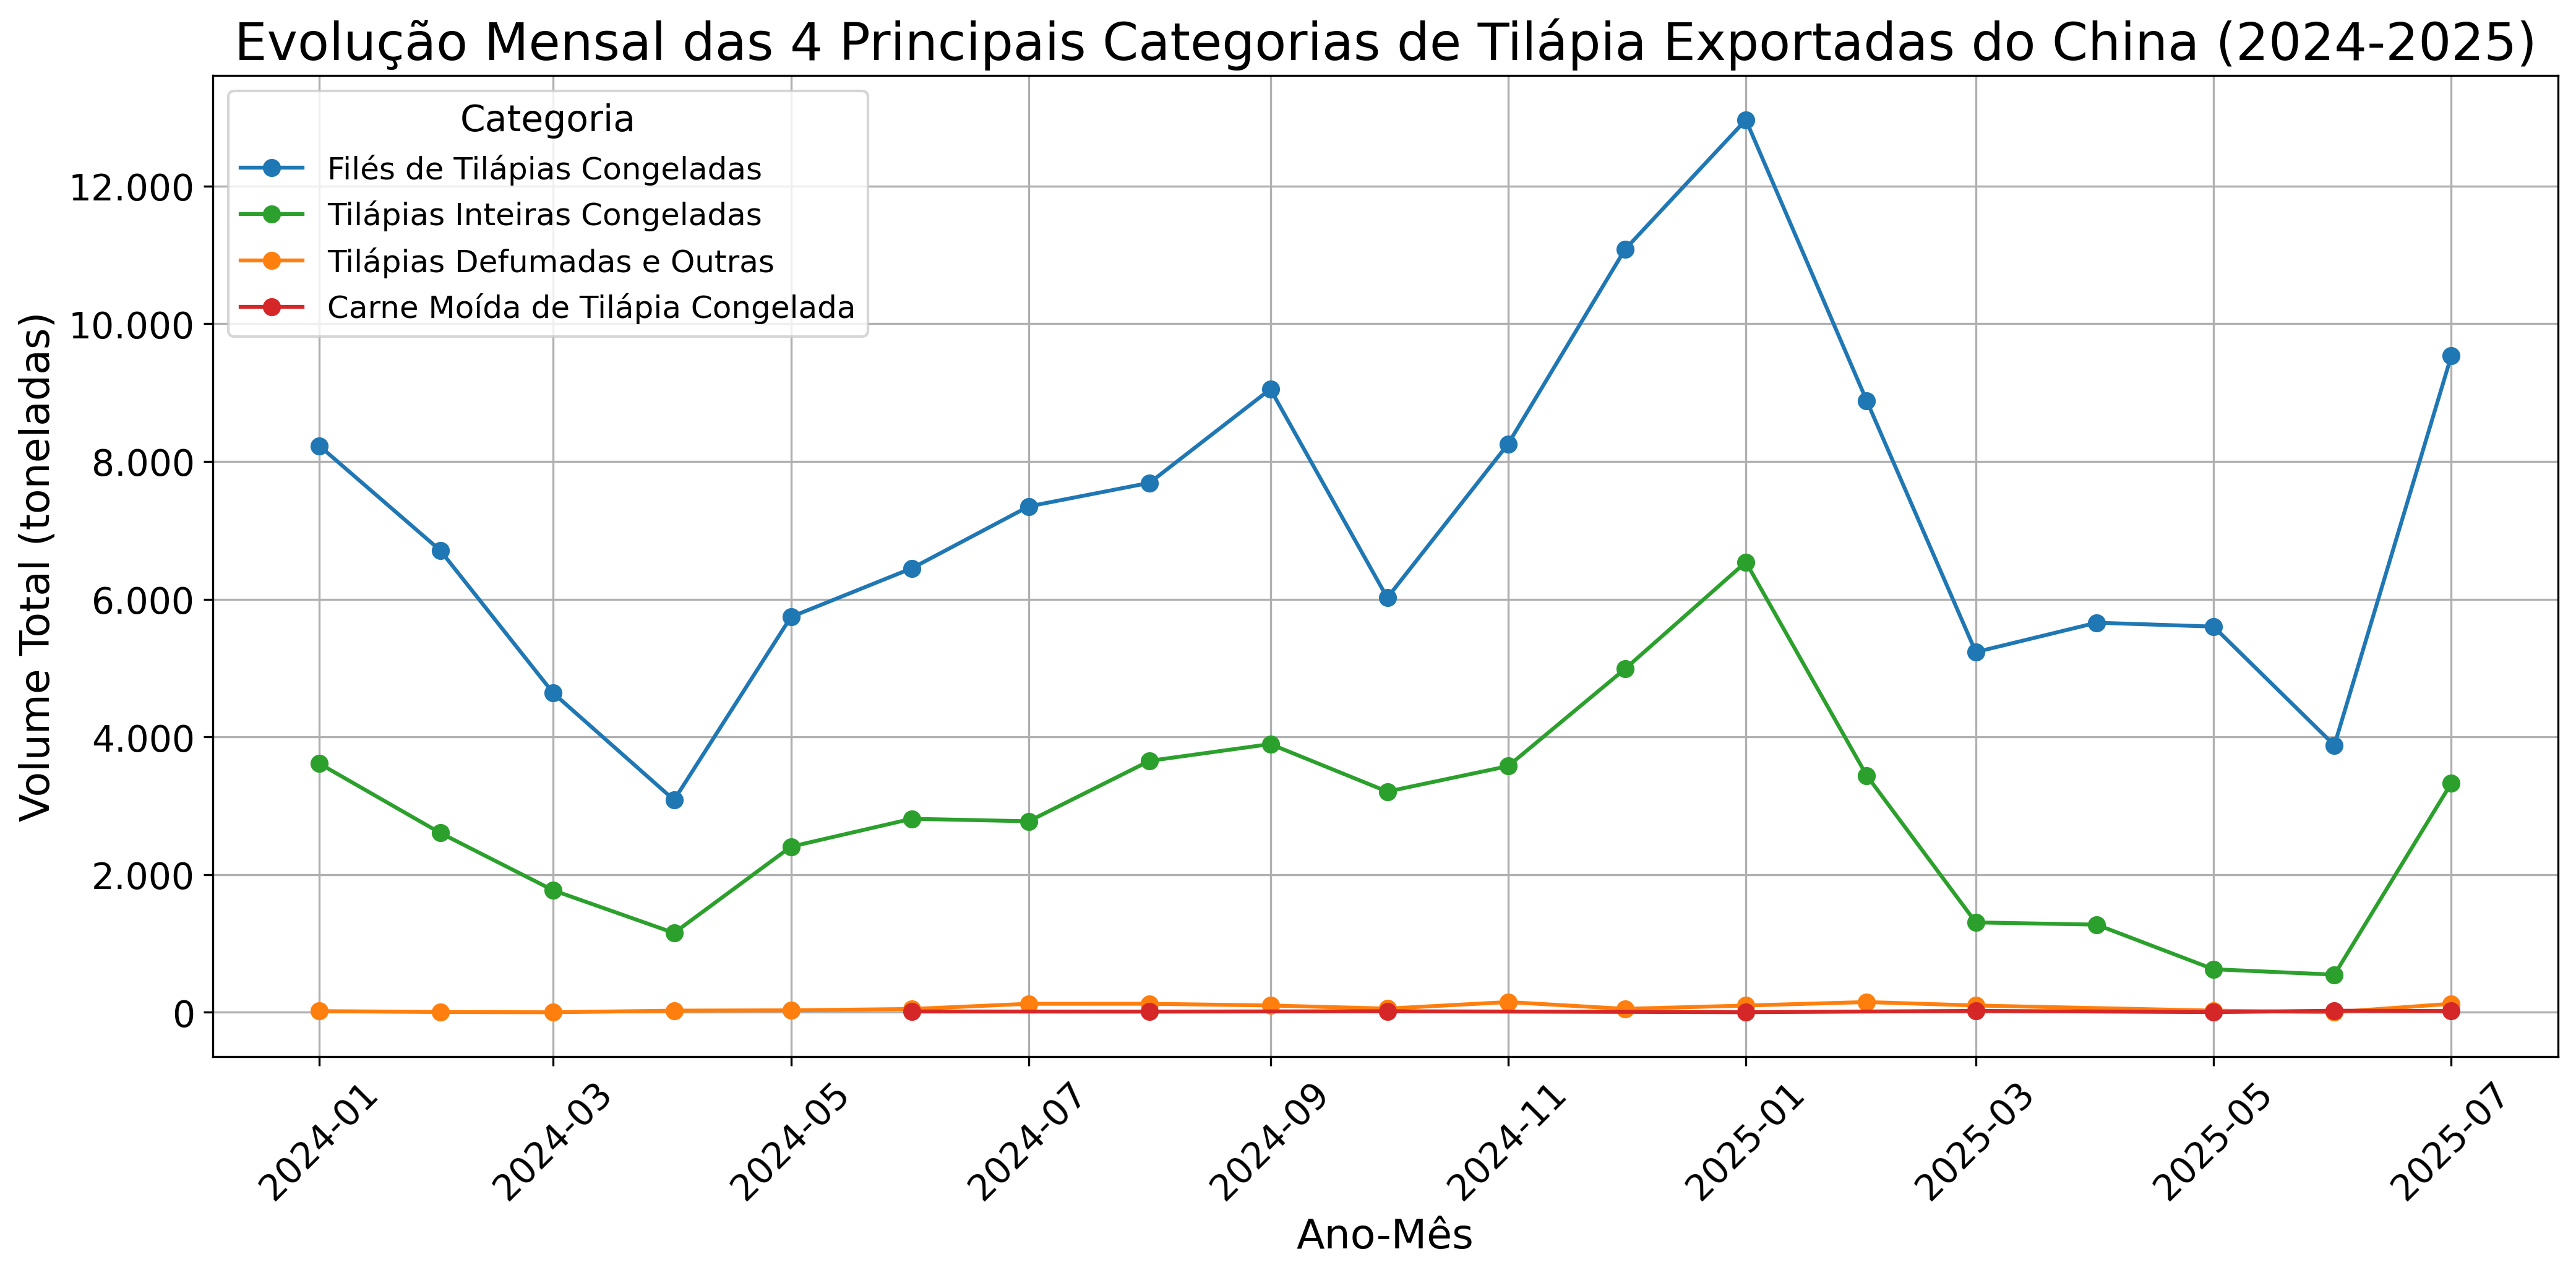 Evolução Mensal das 4 Principais Categorias de Tilápia Exportadas do China (2024-2025)
Categoria
Filés de Tilápias Congeladas
Tilápias Inteiras Congeladas
Tilápias Defumadas e Outras
Carne Moída de Tilápia Congelada
Volume Total (toneladas)
12.000
10.000
8.000
6.000
4.000
2.000
0
2024-01
2024-03
2024-05
2024-07
2024-09
2024-11
2025-01
2025-03
2025-05
2025-07
Ano-Mês